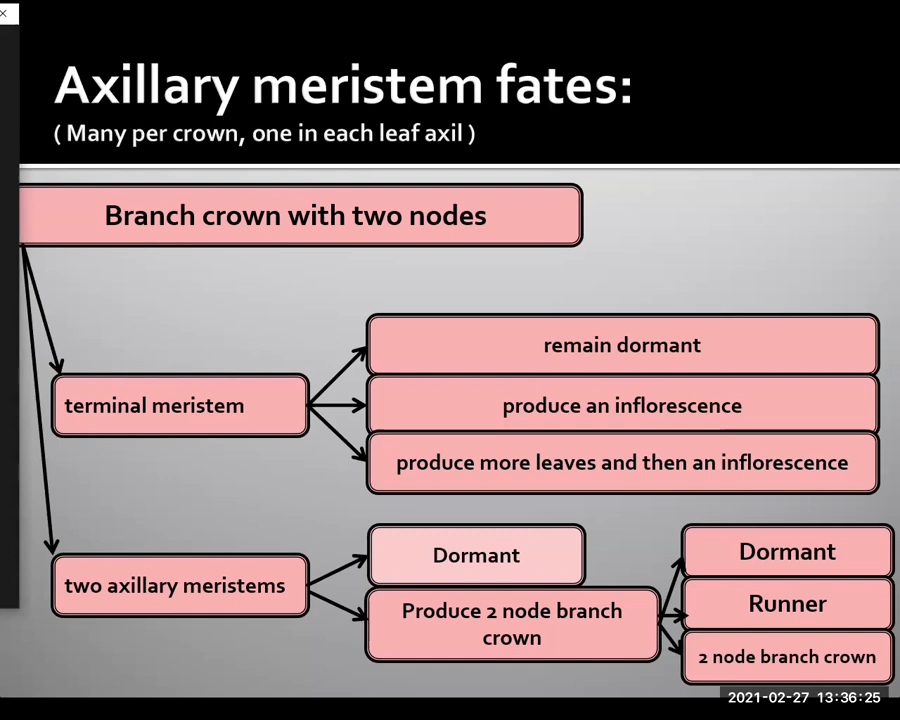 Axillary meristem fates:
( Many per crown, one in each leaf axil )
Branch crown with two nodes
remain dormant
terminal meristem
produce an inflorescence
produce more leaves and then an inflorescence
Dormant
two axillary meristems
Produce 2 node branch
crown
Dormant
Runner
2 node branch crown
2021-02-27 13:36:25